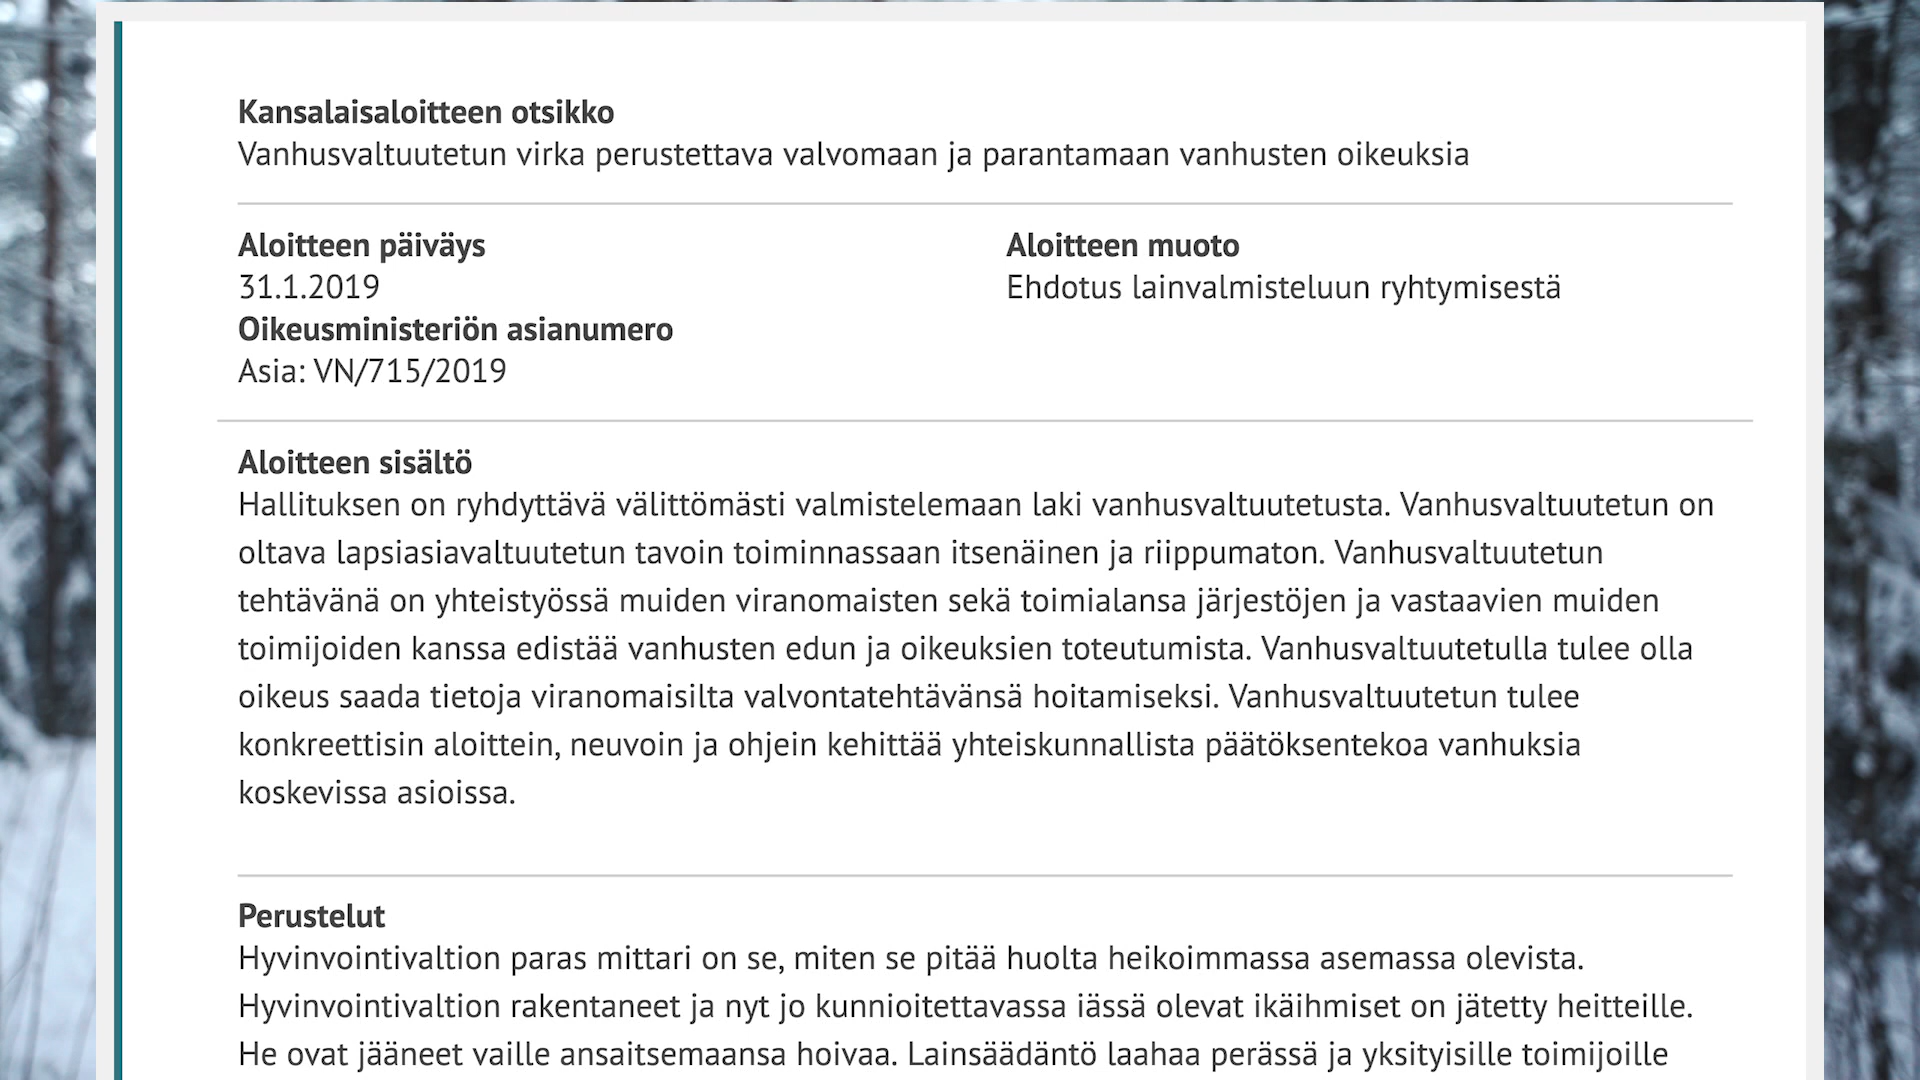 Kansalaisaloitteen otsikko
Vanhusvaltuutetun virka perustettava valvomaan ja parantamaan vanhusten oikeuksia
Aloitteen päiväys
31.1.2019
Oikeusministeriön asianumero
Asia: VN/715/2019
Aloitteen muoto
Ehdotus lainvalmisteluun ryhtymisestä
Aloitteen sisältö
Hallituksen on ryhdyttävä välittömästi valmistelemaan laki vanhusvaltuutetusta. Vanhusvaltuutetun on
oltava lapsiasiavaltuutetun tavoin toiminnassaan itsenäinen ja riippumaton. Vanhusvaltuutetun
tehtävänä on yhteistyössä muiden viranomaisten sekä toimialansa järjestöjen ja vastaavien muiden
toimijoiden kanssa edistää vanhusten edun ja oikeuksien toteutumista. Vanhusvaltuutetulla tulee olla
oikeus saada tietoja viranomaisilta valvontatehtävänsä hoitamiseksi. Vanhusvaltuutetun tulee
konkreettisin aloittein, neuvoin ja ohjein kehittää yhteiskunnallista päätöksentekoa vanhuksia
koskevissa asioissa.
Perustelut
Hyvinvointivaltion paras mittari on se, miten se pitää huolta heikoimmassa asemassa olevista.
Hyvinvointivaltion rakentaneet ja nyt jo kunnioitettavassa iässä olevat ikäihmiset on jätetty heitteille.
He ovat jääneet vaille ansaitsemaansa hoivaa. Lainsäädäntö laahaa perässä ja yksityisille toimijoille